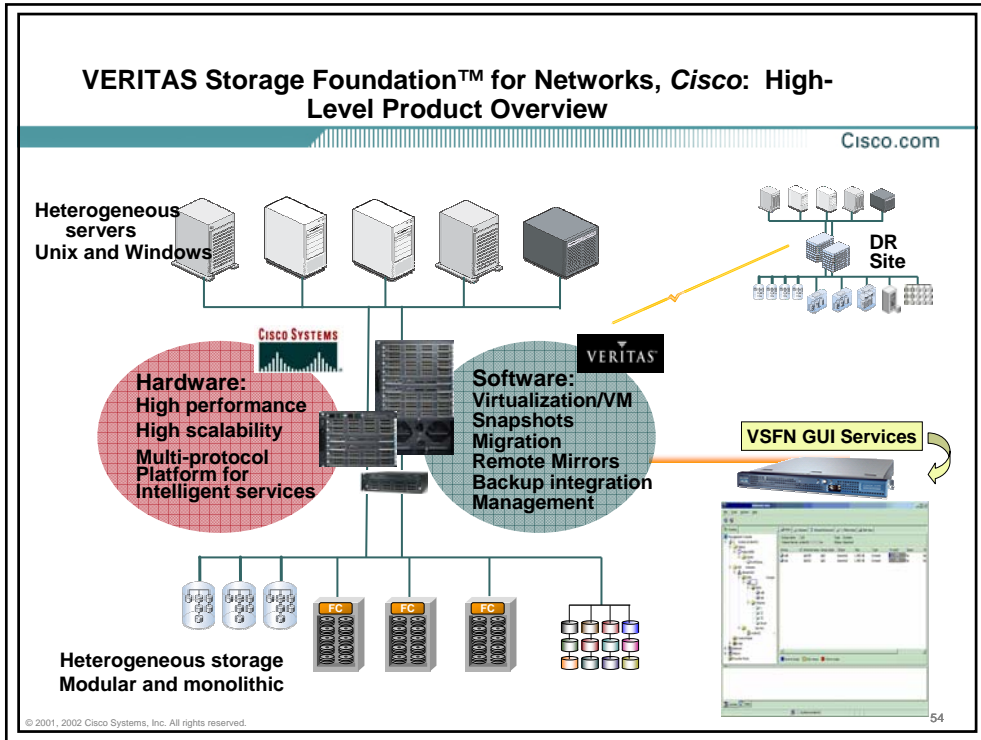 VERITAS Storage Foundation™ for Networks, Cisco: High-
Level Product Overview
Cisco.com
Heterogeneous
servers
Unix and Windows
DR
Site
CISCO SYSTEMS
VERITAS
Hardware:
High performance
High scalability
Multi-protocol
Platform for
Intelligent services
Software:
Virtualization/VM
Snapshots
Migration
Remote Mirrors
Backup integration
Management
VSFN GUI Services
FC
FC
FC
Heterogeneous storage
Modular and monolithic
© 2001, 2002 Cisco Systems, Inc. All rights reserved.
54